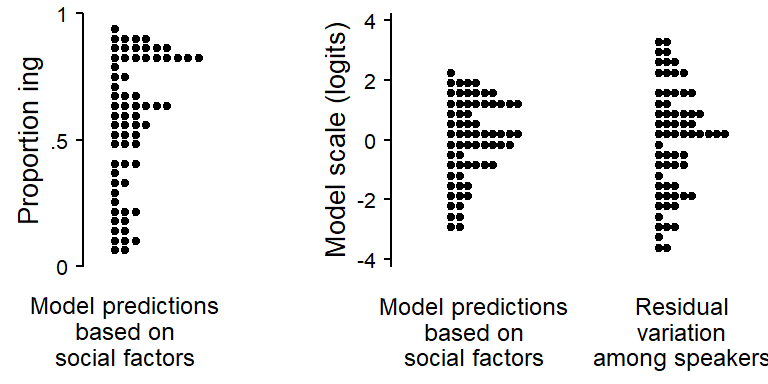 Proportion ing
1
.5
0
Model predictions
based on
social factors
Model scale (logits)
4
2
0
-2
-4
Model predictions
based on
social factors
Residual
variation
among speakers